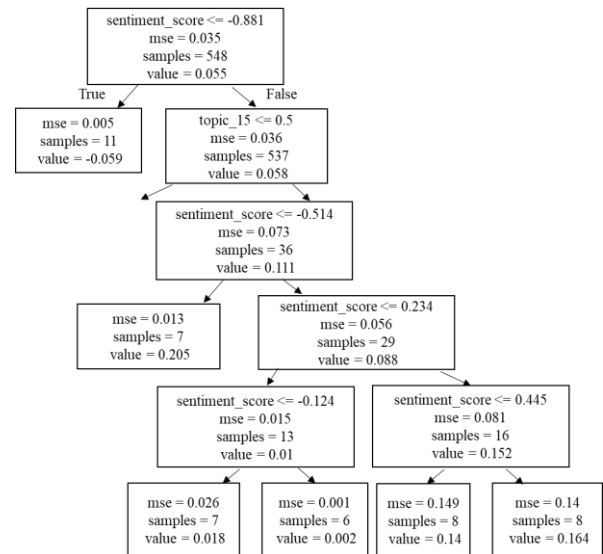 sentiment_score <= -0.881
mse = 0.035
samples = 548
value = 0.055
True
False
mse = 0.005
samples = 11
value = -0.059
topic_15 <= 0.5
mse = 0.036
samples = 537
value = 0.058
sentiment_score <= -0.514
mse = 0.073
samples = 36
value = 0.111
mse = 0.013
samples = 7
value = 0.205
sentiment_score <= 0.234
mse = 0.056
samples = 29
value = 0.088
sentiment_score <= -0.124
mse = 0.015
samples = 13
value = 0.01
sentiment_score <= 0.445
mse = 0.081
samples = 16
value = 0.152
mse = 0.026
samples = 7
value = 0.018
mse = 0.001
samples = 6
value = 0.002
mse = 0.149
samples = 8
value = 0.14
mse = 0.14
samples = 8
value = 0.164